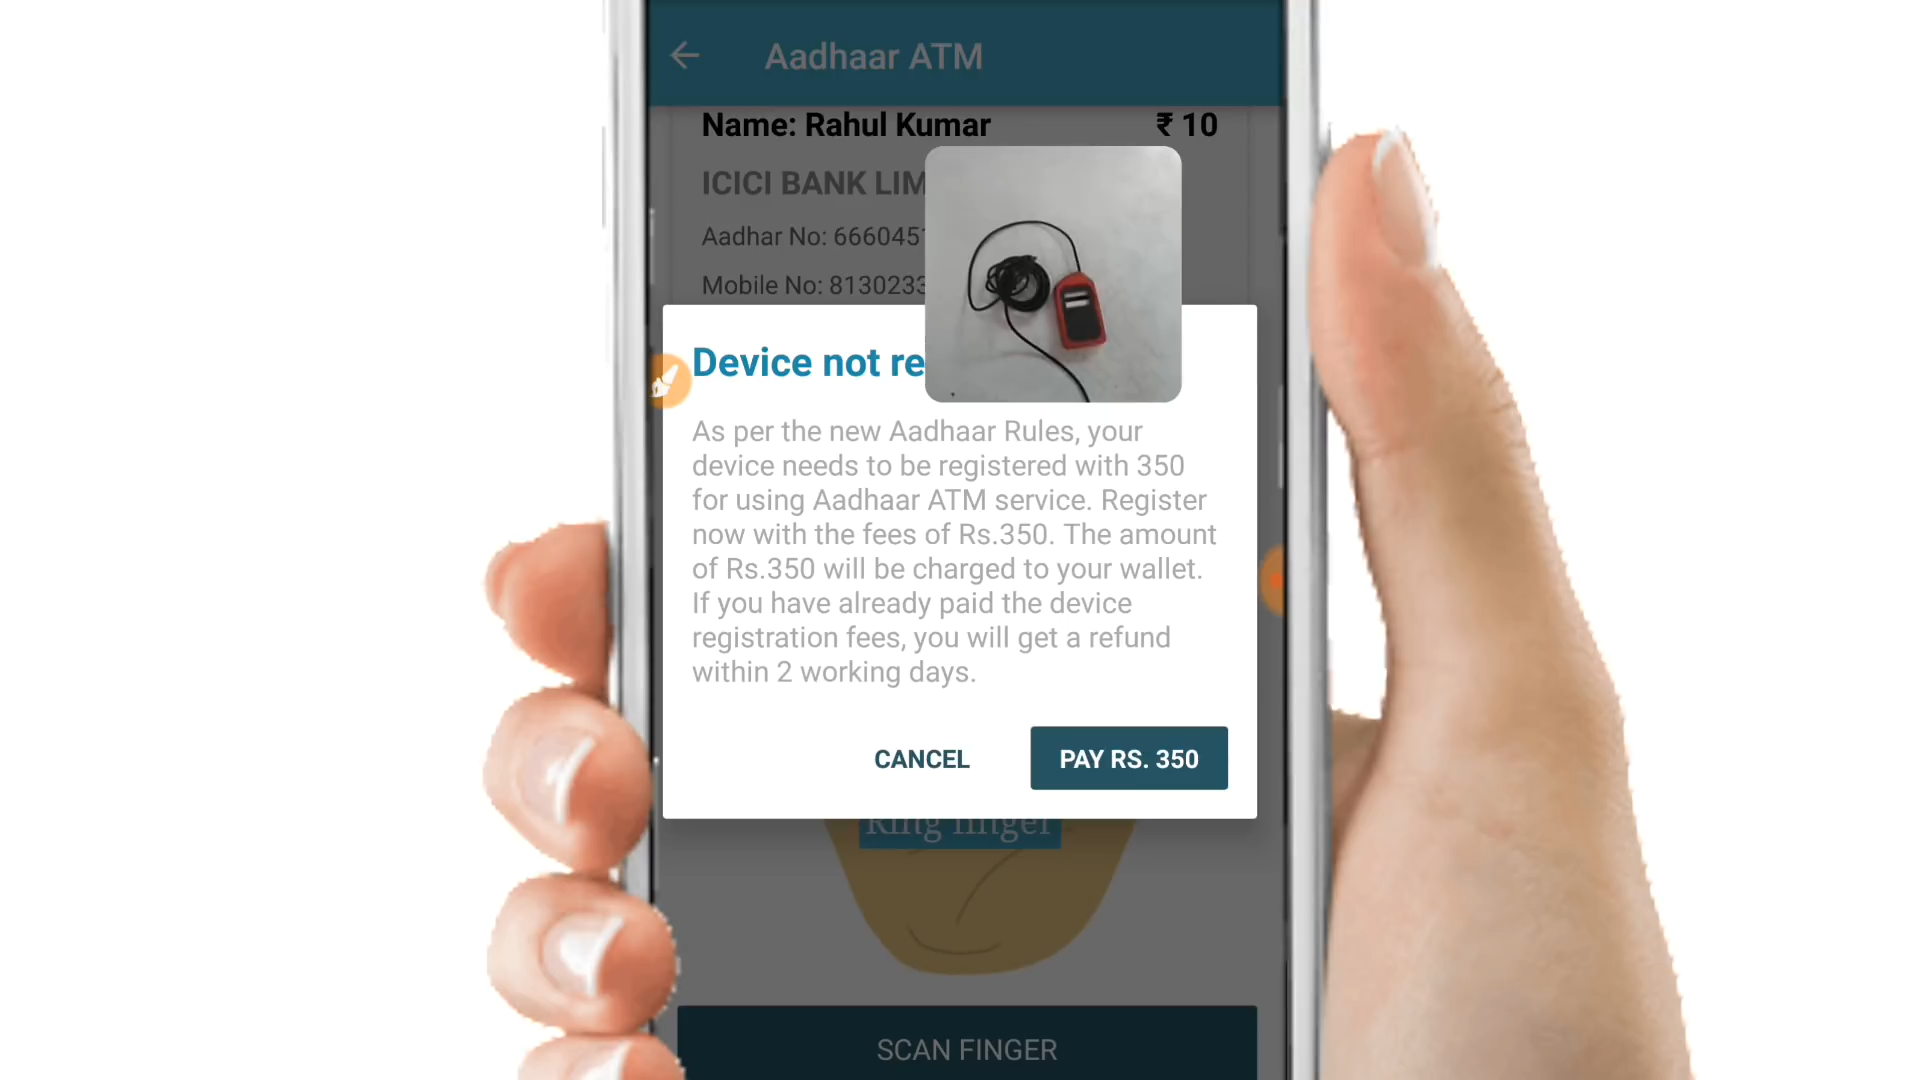 Aadhaar ATM
Name: Rahul Kumar ₹ 10
ICICI BANK
Aadhar No: 666045
Mobile No: 813023
Device not
As per the new Aadhaar Rules, your
device needs to be registered with 350
for using Aadhaar ATM service. Register
now with the fees of Rs.350. The amount
of Rs.350 will be charged to your wallet.
If you have already paid the device
registration fees, you will get a refund
within 2 working days.
CANCEL PAY RS. 350
Ring finger
SCAN FINGER